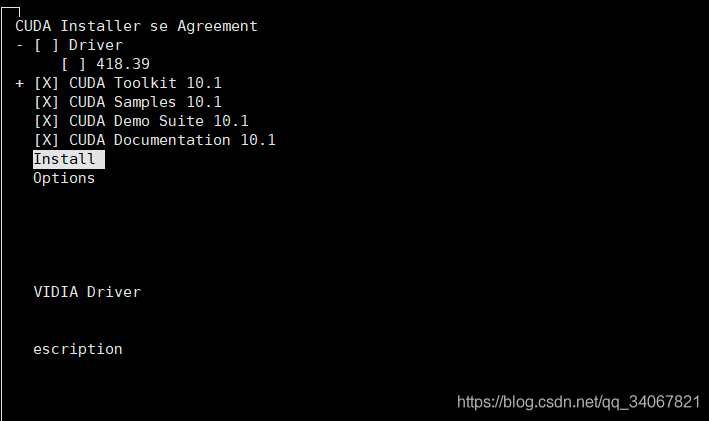 CUDA Installer se Agreement
- [ ] Driver
[ ] 418.39
+ [X] CUDA Toolkit 10.1
[X] CUDA Samples 10.1
[X] CUDA Demo Suite 10.1
[X] CUDA Documentation 10.1
Install
Options
VIDIA Driver
escription
https://blog.csdn.net/qq_34067821